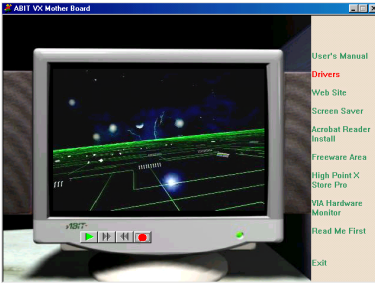 ABIT VX Mother Board
User's Manual
Drivers
Web Site
Screen Saver
Acrobat Reader
Install
Freeware Area
High Point X
Store Pro
VIA Hardware
Monitor
Read Me First
Exit
ABIT